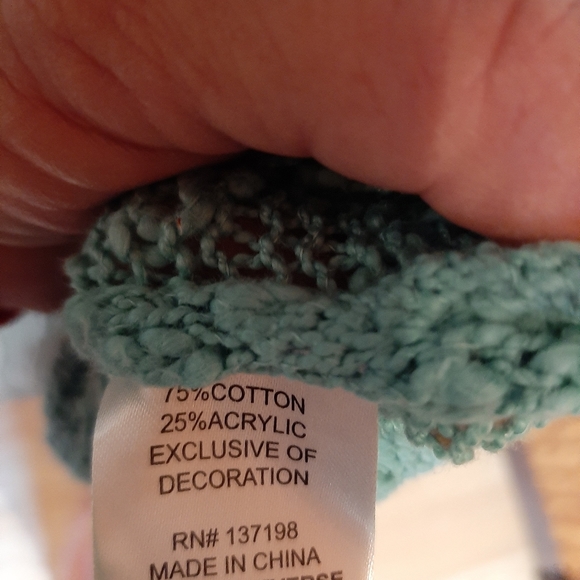 75%COTTON
25%ACRYLIC
EXCLUSIVE OF
DECORATION
RN# 137198
MADE IN CHINA